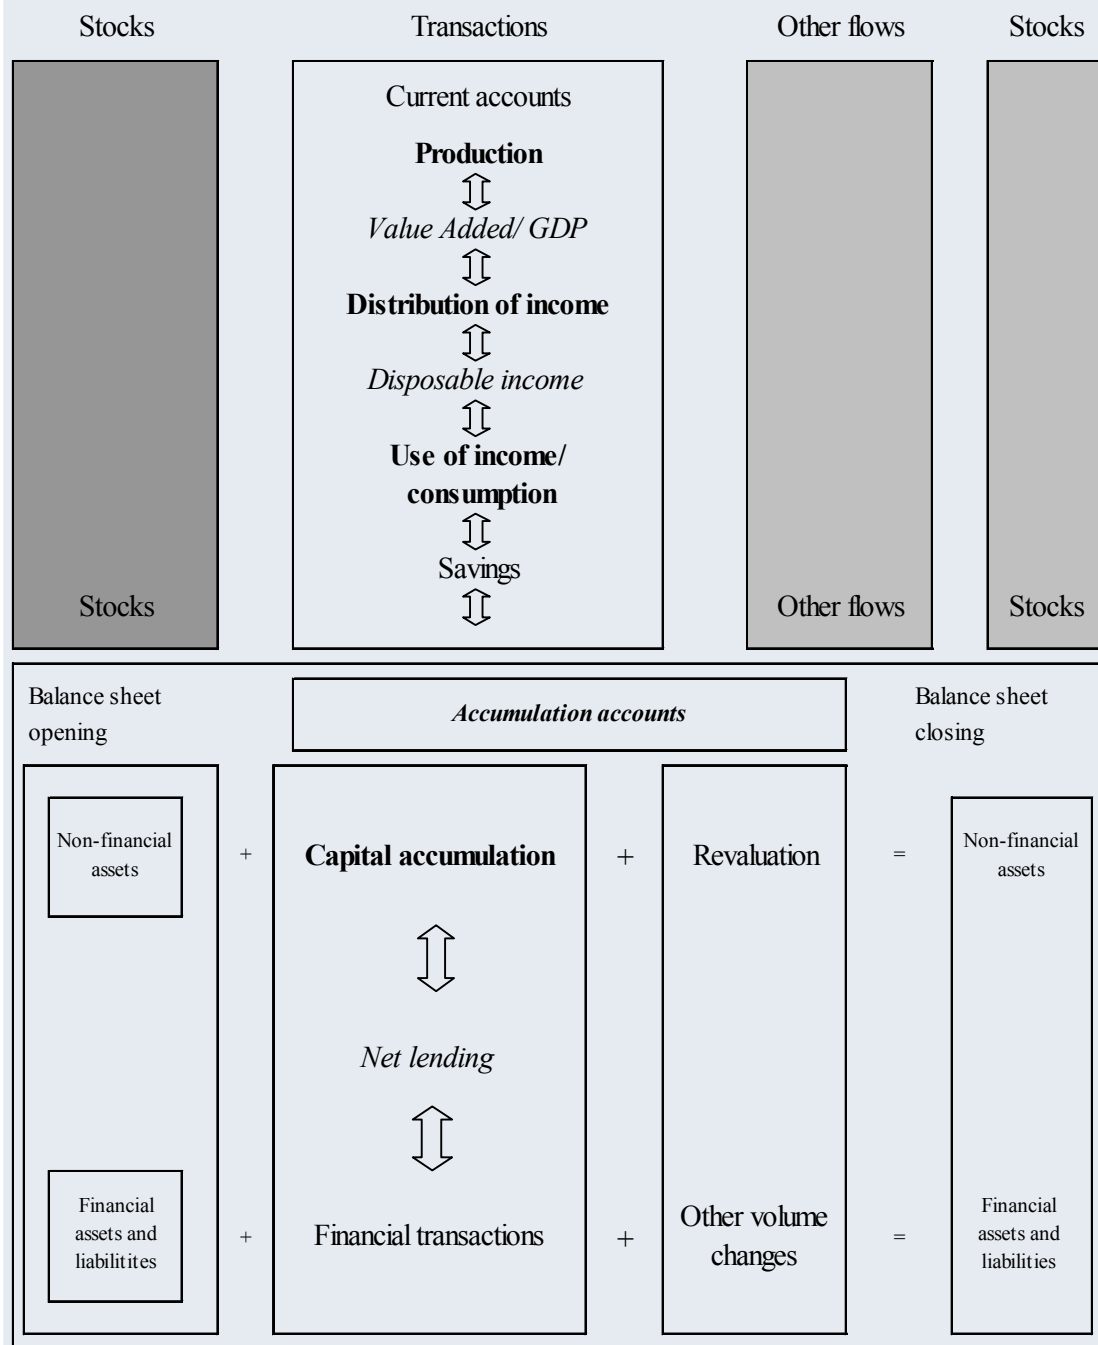 Stocks
Transactions
Other flows
Stocks
Current accounts
Production
Value Added/ GDP
Distribution of income
Disposable income
Use of income/
consumption
Savings
Stocks
Other flows
Stocks
Balance sheet
opening
Accumulation accounts
Balance sheet
closing
Non-financial
assets
+
Capital accumulation
+
Revaluation
=
Non-financial
assets
Net lending
Financial
assets and
liabilitites
+
Financial transactions
+
Other volume
changes
=
Financial
assets and
liabilities